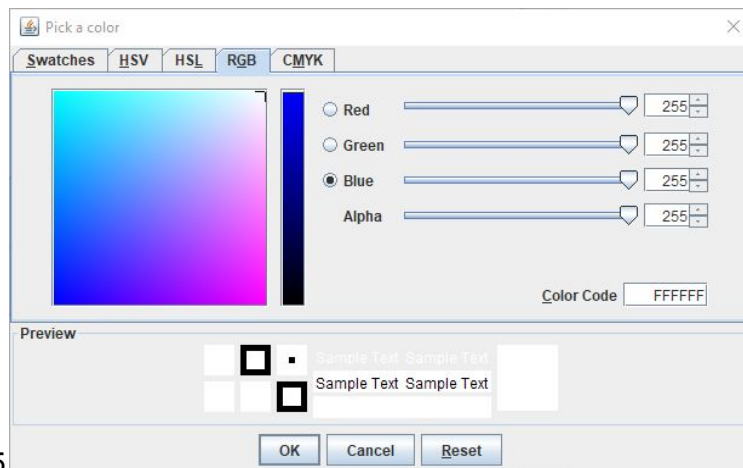 Pick a color
Swatches HSV HSL RGB CMYK
Red 255
Green 255
Blue 255
Alpha 255
Color Code FFFFFF
Preview
Sample Text Sample Text
Sample Text Sample Text
OK Cancel Reset